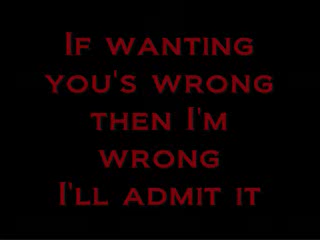 If wanting
you's wrong
then I'm
wrong
I'll admit it